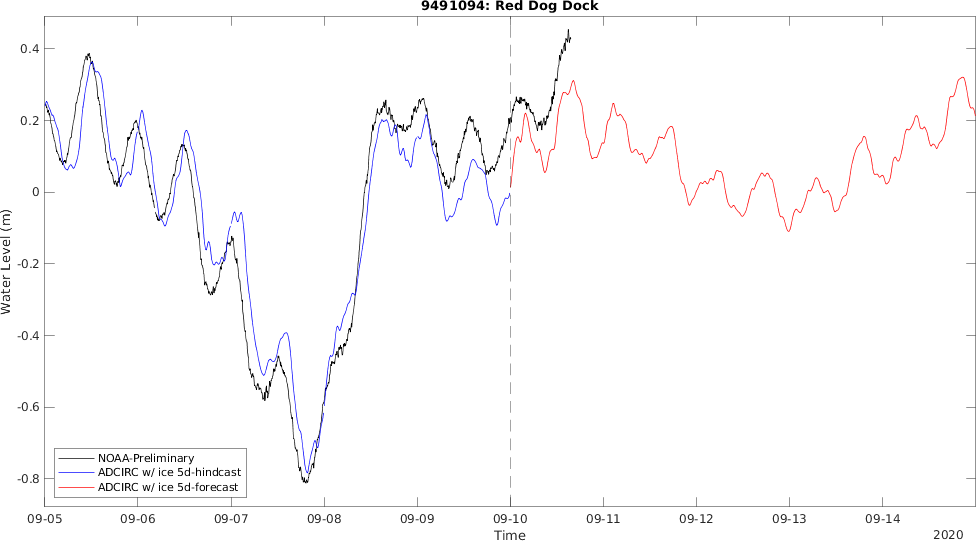 9491094: Red Dog Dock
0.4
0.2
0
-0.2
-0.4
-0.6
-0.8
Water Level (m)
NOAA-Preliminary
ADCIRC w/ ice 5d-hindcast
ADCIRC w/ ice 5d-forecast
09-05 09-06 09-07 09-08 09-09 09-10 09-11 09-12 09-13 09-14
Time
2020